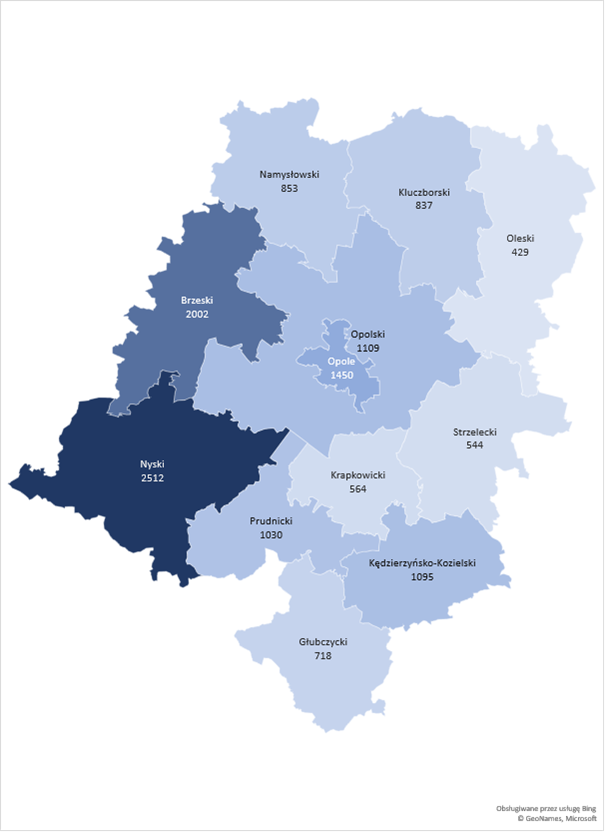 Namysłowski
853
Kluczborski
837
Oleski
429
Brzeski
2002
Opolski
1109
Opole
1450
Strzelecki
544
Nyski
2512
Krapkowicki
564
Prudnicki
1030
Kędzierzyńsko-Kozielski
1095
Głubczycki
718
Obsługiwane przez usługę Bing
© GeoNames, Microsoft